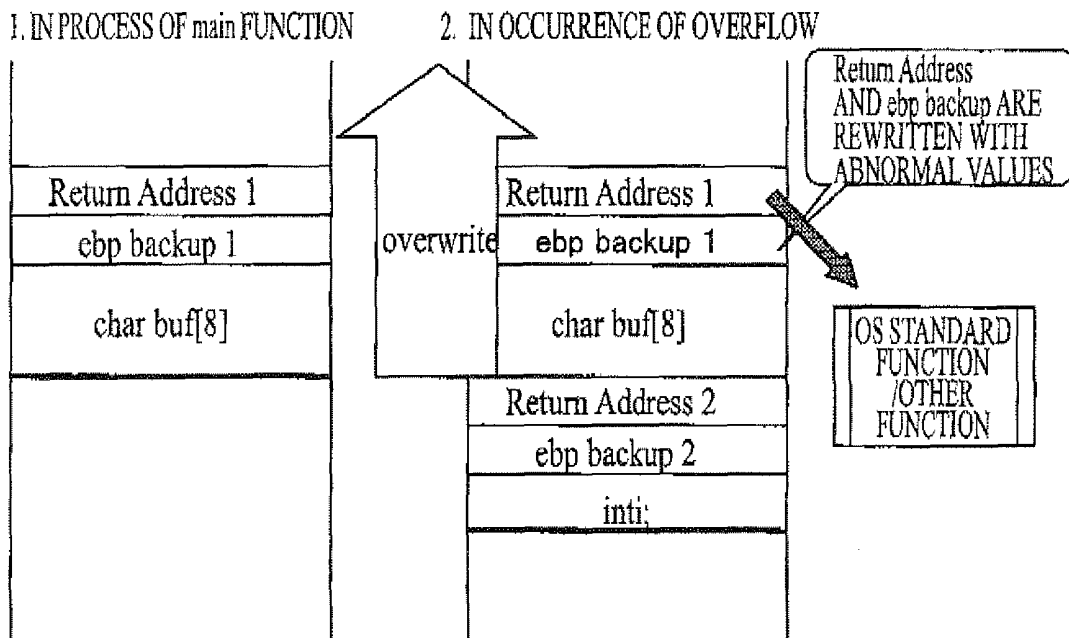 1. IN PROCESS OF main FUNCTION
2. IN OCCURRENCE OF OVERFLOW
Return Address
AND ebp backup ARE
REWRITTEN WITH
ABNORMAL VALUES
Return Address 1
ebp backup 1
char buf[8]
overwrite
Return Address 1
ebp backup 1
char buf[8]
Return Address 2
ebp backup 2
inti;
OS STANDARD
FUNCTION
/OTHER
FUNCTION